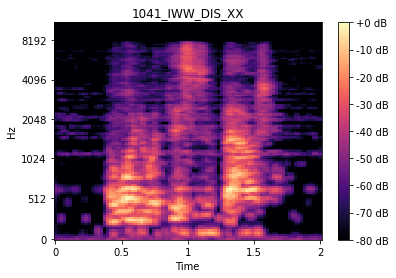 1041_IWW_DIS_XX
+0 dB
8192
-10 dB
4096
-20 dB
-30 dB
2048
Hz
-40 dB
1024
-50 dB
512
-60 dB
-70 dB
0
-80 dB
0 0.5 1 1.5 2
Time